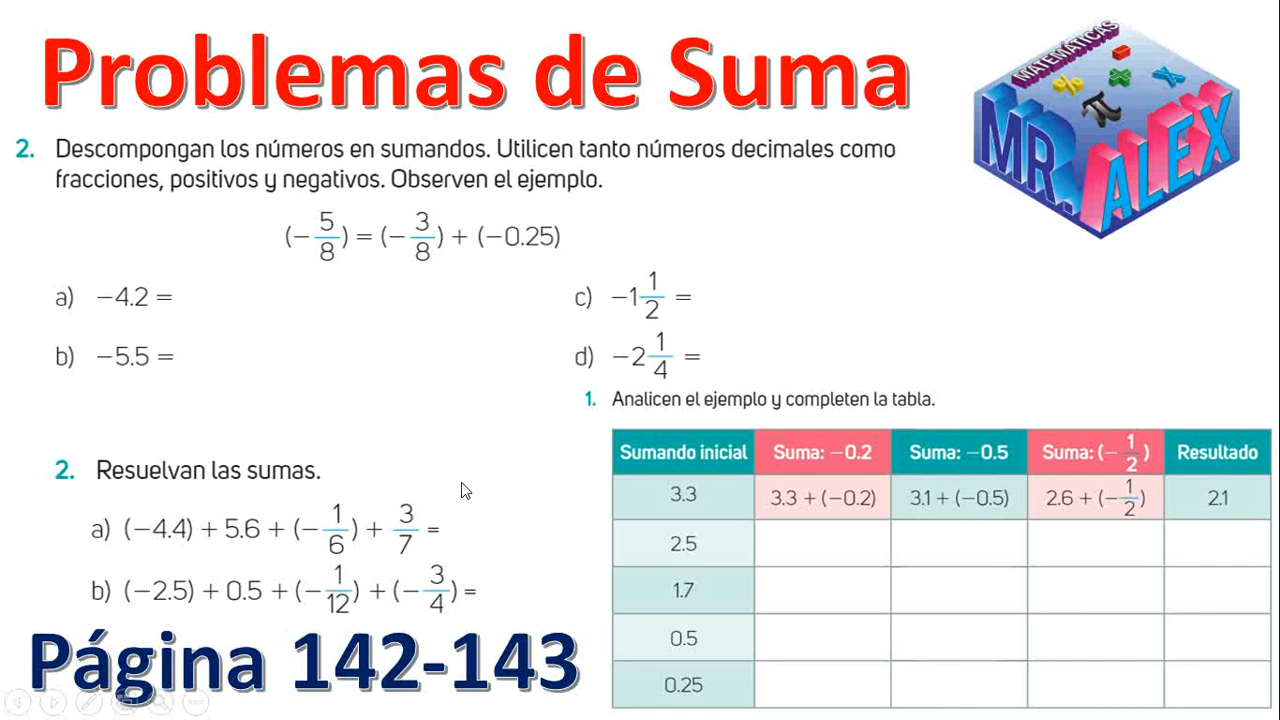 Problemas de Suma
MATEMÁTICAS
MR. ALEX
2. Descompongan los números en sumandos. Utilicen tanto números decimales como
fracciones, positivos y negativos. Observen el ejemplo.
(−5/8) = (−3/8) + (−0.25)
a) −4.2 =
b) −5.5 =
c) −1 1/2 =
d) −2 1/4 =
2. Resuelvan las sumas.
a) (−4.4) + 5.6 + (−1/6) + 3/7 =
b) (−2.5) + 0.5 + (−1/12) + (−3/4) =
1. Analicen el ejemplo y completen la tabla.
Sumando inicial Suma: −0.2 Suma: −0.5 Suma: (−1/2) Resultado
3.3 3.3 + (−0.2) 3.1 + (−0.5) 2.6 + (−1/2) 2.1
2.5
1.7
0.5
0.25
Página 142-143